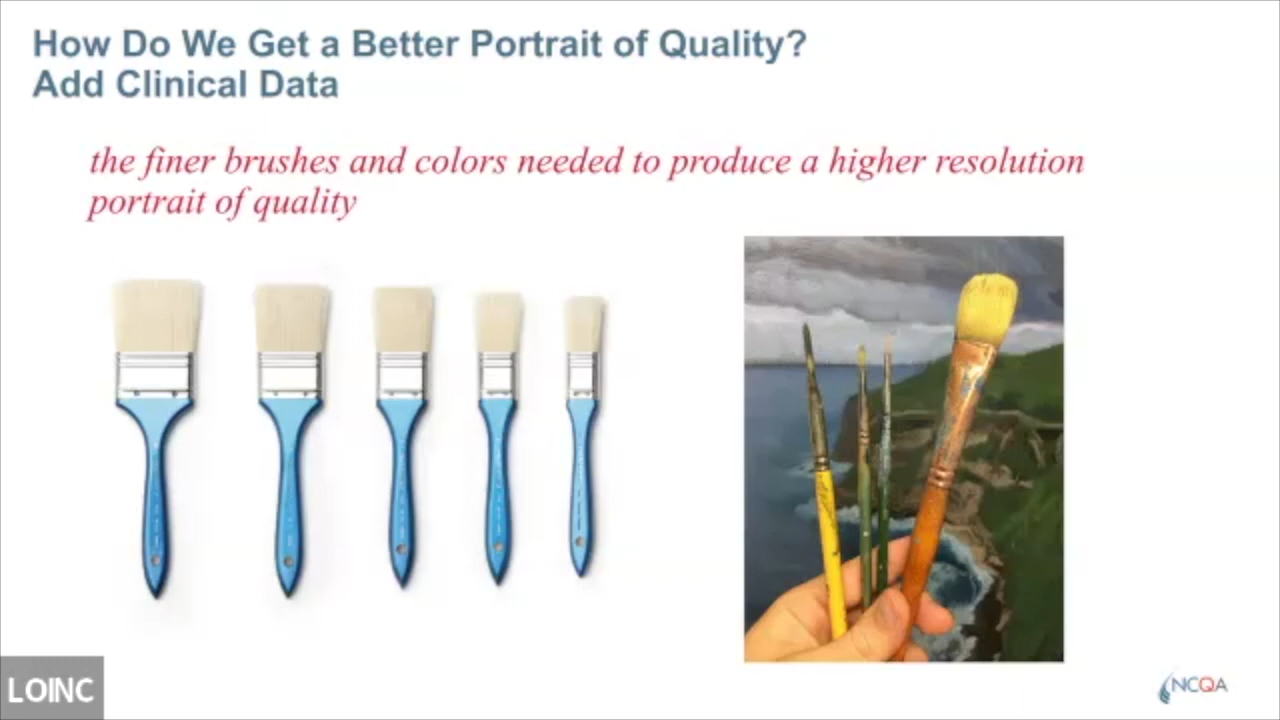 How Do We Get a Better Portrait of Quality?
Add Clinical Data
the finer brushes and colors needed to produce a higher resolution
portrait of quality
LOINC
NCQA